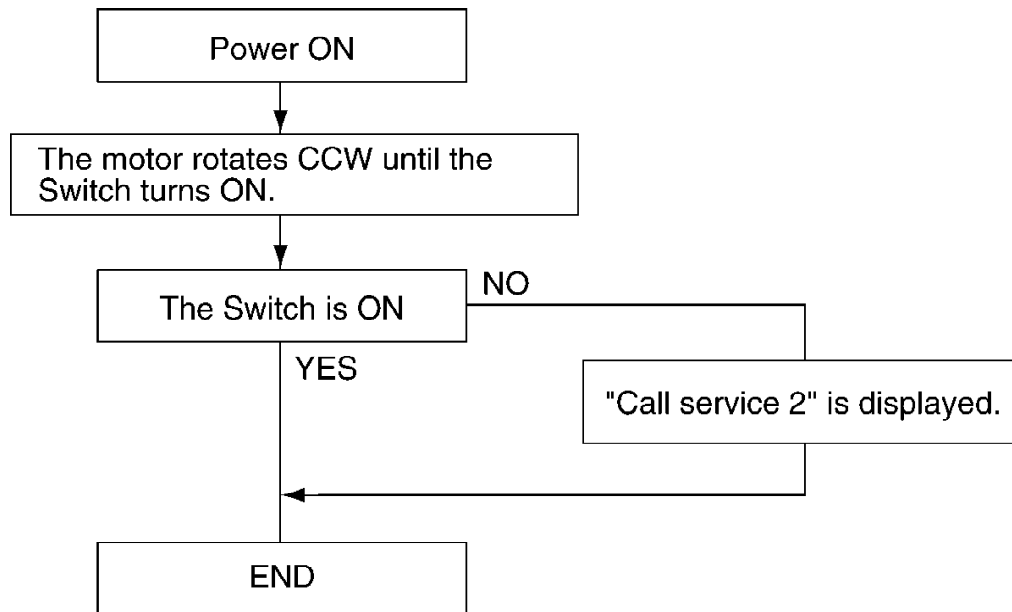 Power ON
The motor rotates CCW until the
Switch turns ON.
The Switch is ON
NO
YES
"Call service 2" is displayed.
END